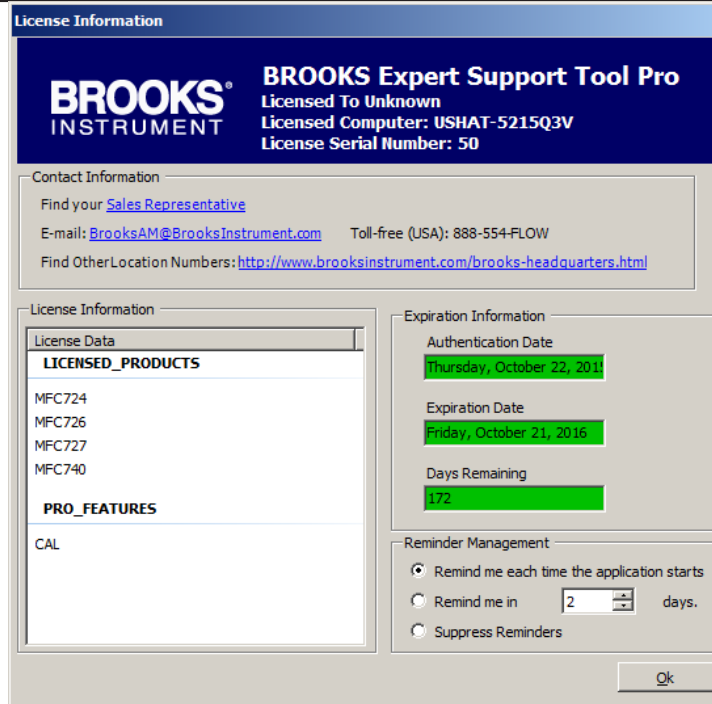 License Information
BROOKS®
INSTRUMENT
BROOKS Expert Support Tool Pro
Licensed To Unknown
Licensed Computer: USHAT-5215Q3V
License Serial Number: 50
Contact Information
Find your Sales Representative
E-mail: BrooksAM@BrooksInstrument.com Toll-free (USA): 888-554-FLOW
Find OtherLocation Numbers: http://www.brooksinstrument.com/brooks-headquarters.html
License Information
License Data
LICENSED_PRODUCTS
MFC724
MFC726
MFC727
MFC740
PRO_FEATURES
CAL
Expiration Information
Authentication Date
Thursday, October 22, 2015
Expiration Date
Friday, October 21, 2016
Days Remaining
172
Reminder Management
Remind me each time the application starts
Remind me in 2 days.
Suppress Reminders
Ok